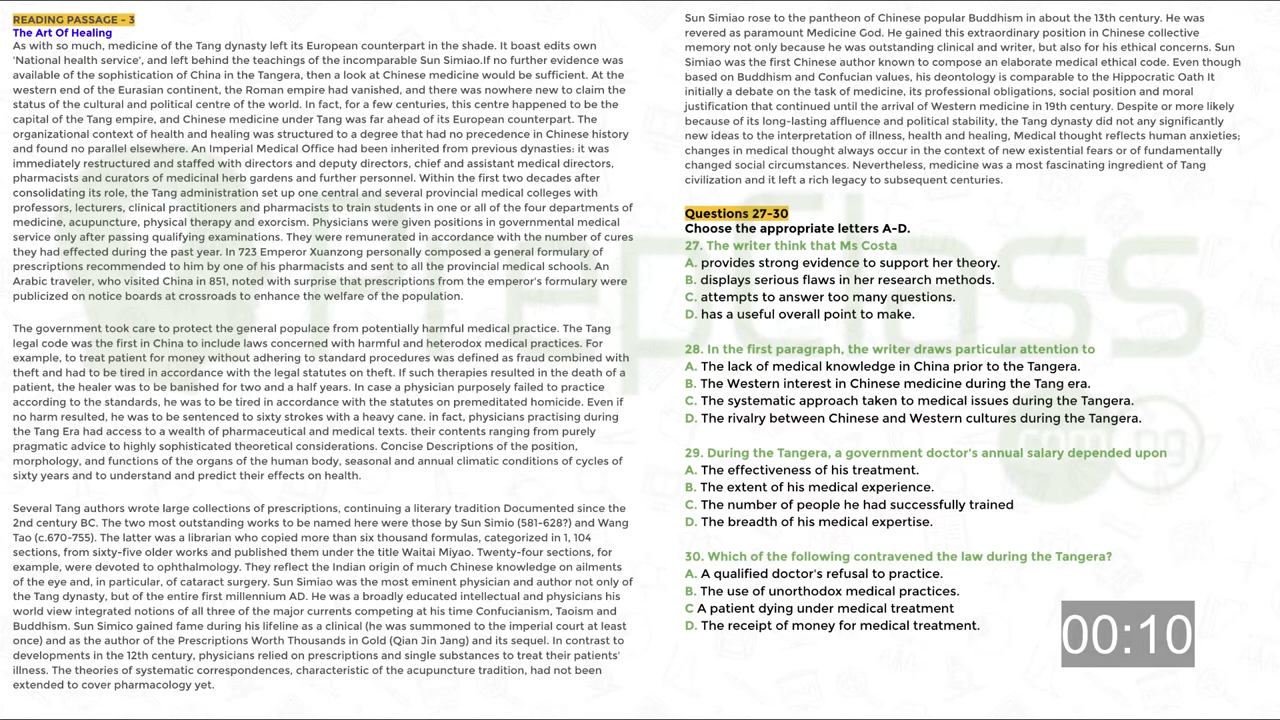 READING PASSAGE - 3
The Art Of Healing
As with so much, medicine of the Tang dynasty left its European counterpart in the shade. It boast edits own
'National health service', and left behind the teachings of the incomparable Sun Simiao.If no further evidence was
available of the sophistication of China in the Tangera, then a look at Chinese medicine would be sufficient. At the
western end of the Eurasian continent, the Roman empire had vanished, and there was nowhere new to claim the
status of the cultural and political centre of the world. In fact, for a few centuries, this centre happened to be the
capital of the Tang empire, and Chinese medicine under Tang was far ahead of its European counterpart. The
organizational context of health and healing was structured to a degree that had no precedence in Chinese history
and found no parallel elsewhere. An Imperial Medical Office had been inherited from previous dynasties: it was
immediately restructured and staffed with directors and deputy directors, chief and assistant medical directors,
pharmacists and curators of medicinal herb gardens and further personnel. Within the first two decades after
consolidating its role, the Tang administration set up one central and several provincial medical colleges with
professors, lecturers, clinical practitioners and pharmacists to train students in one or all of the four departments of
medicine, acupuncture, physical therapy and exorcism. Physicians were given positions in governmental medical
service only after passing qualifying examinations. They were remunerated in accordance with the number of cures
they had effected during the past year. In 723 Emperor Xuanzong personally composed a general formulary of
prescriptions recommended to him by one of his pharmacists and sent to all the provincial medical schools. An
Arabic traveler, who visited China in 851, noted with surprise that prescriptions from the emperor's formulary were
publicized on notice boards at crossroads to enhance the welfare of the population.
The government took care to protect the general populace from potentially harmful medical practice. The Tang
legal code was the first in China to include laws concerned with harmful and heterodox medical practices. For
example, to treat patient for money without adhering to standard procedures was defined as fraud combined with
theft and had to be tired in accordance with the legal statutes on theft. If such therapies resulted in the death of a
patient, the healer was to be banished for two and a half years. In case a physician purposely failed to practice
according to the standards, he was to be tired in accordance with the statutes on premeditated homicide. Even if
no harm resulted, he was to be sentenced to sixty strokes with a heavy cane. in fact, physicians practising during
the Tang Era had access to a wealth of pharmaceutical and medical texts. their contents ranging from purely
pragmatic advice to highly sophisticated theoretical considerations. Concise Descriptions of the position,
morphology, and functions of the organs of the human body, seasonal and annual climatic conditions of cycles of
sixty years and to understand and predict their effects on health.
Several Tang authors wrote large collections of prescriptions, continuing a literary tradition Documented since the
2nd century BC. The two most outstanding works to be named here were those by Sun Simio (581-628?) and Wang
Tao (c.670-755). The latter was a librarian who copied more than six thousand formulas, categorized in 1, 104
sections, from sixty-five older works and published them under the title Waitai Miyao. Twenty-four sections, for
example, were devoted to ophthalmology. They reflect the Indian origin of much Chinese knowledge on ailments
of the eye and, in particular, of cataract surgery. Sun Simiao was the most eminent physician and author not only of
the Tang dynasty, but of the entire first millennium AD. He was a broadly educated intellectual and physicians his
world view integrated notions of all three of the major currents competing at his time Confucianism, Taoism and
Buddhism. Sun Simico gained fame during his lifeline as a clinical (he was summoned to the imperial court at least
once) and as the author of the Prescriptions Worth Thousands in Gold (Qian Jin Jang) and its sequel. In contrast to
developments in the 12th century, physicians relied on prescriptions and single substances to treat their patients'
illness. The theories of systematic correspondences, characteristic of the acupuncture tradition, had not been
extended to cover pharmacology yet.
Sun Simiao rose to the pantheon of Chinese popular Buddhism in about the 13th century. He was
revered as paramount Medicine God. He gained this extraordinary position in Chinese collective
memory not only because he was outstanding clinical and writer, but also for his ethical concerns. Sun
Simiao was the first Chinese author known to compose an elaborate medical ethical code. Even though
based on Buddhism and Confucian values, his deontology is comparable to the Hippocratic Oath It
initially a debate on the task of medicine, its professional obligations, social position and moral
justification that continued until the arrival of Western medicine in 19th century. Despite or more likely
because of its long-lasting affluence and political stability, the Tang dynasty did not any significantly
new ideas to the interpretation of illness, health and healing, Medical thought reflects human anxieties;
changes in medical thought always occur in the context of new existential fears or of fundamentally
changed social circumstances. Nevertheless, medicine was a most fascinating ingredient of Tang
civilization and it left a rich legacy to subsequent centuries.
Questions 27-30
Choose the appropriate letters A-D.
27. The writer think that Ms Costa
A. provides strong evidence to support her theory.
B. displays serious flaws in her research methods.
C. attempts to answer too many questions.
D. has a useful overall point to make.
28. In the first paragraph, the writer draws particular attention to
A. The lack of medical knowledge in China prior to the Tangera.
B. The Western interest in Chinese medicine during the Tang era.
C. The systematic approach taken to medical issues during the Tangera.
D. The rivalry between Chinese and Western cultures during the Tangera.
29. During the Tangera, a government doctor's annual salary depended upon
A. The effectiveness of his treatment.
B. The extent of his medical experience.
C. The number of people he had successfully trained
D. The breadth of his medical expertise.
30. Which of the following contravened the law during the Tangera?
A. A qualified doctor's refusal to practice.
B. The use of unorthodox medical practices.
C A patient dying under medical treatment
D. The receipt of money for medical treatment.
00:10